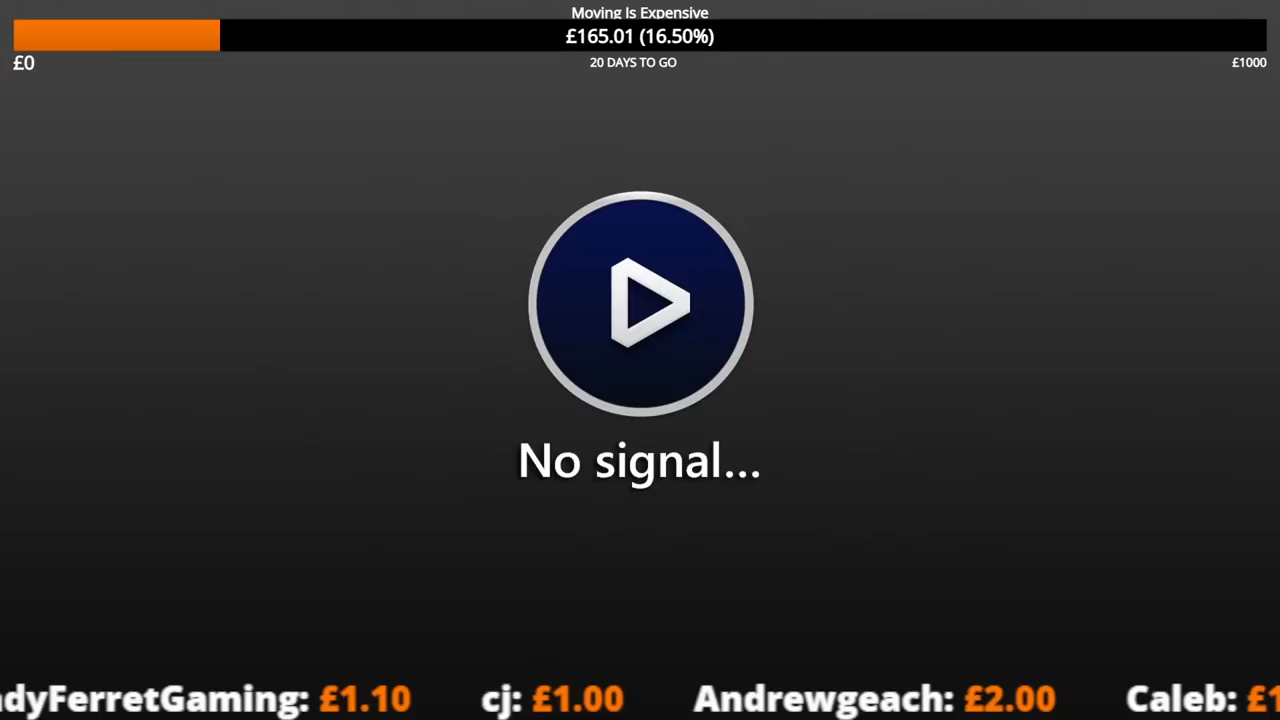 Moving Is Expensive
£165.01 (16.50%)
£0 20 DAYS TO GO £1000
No signal...
dyFerretGaming: £1.10 cj: £1.00 Andrewgeach: £2.00 Caleb: £1